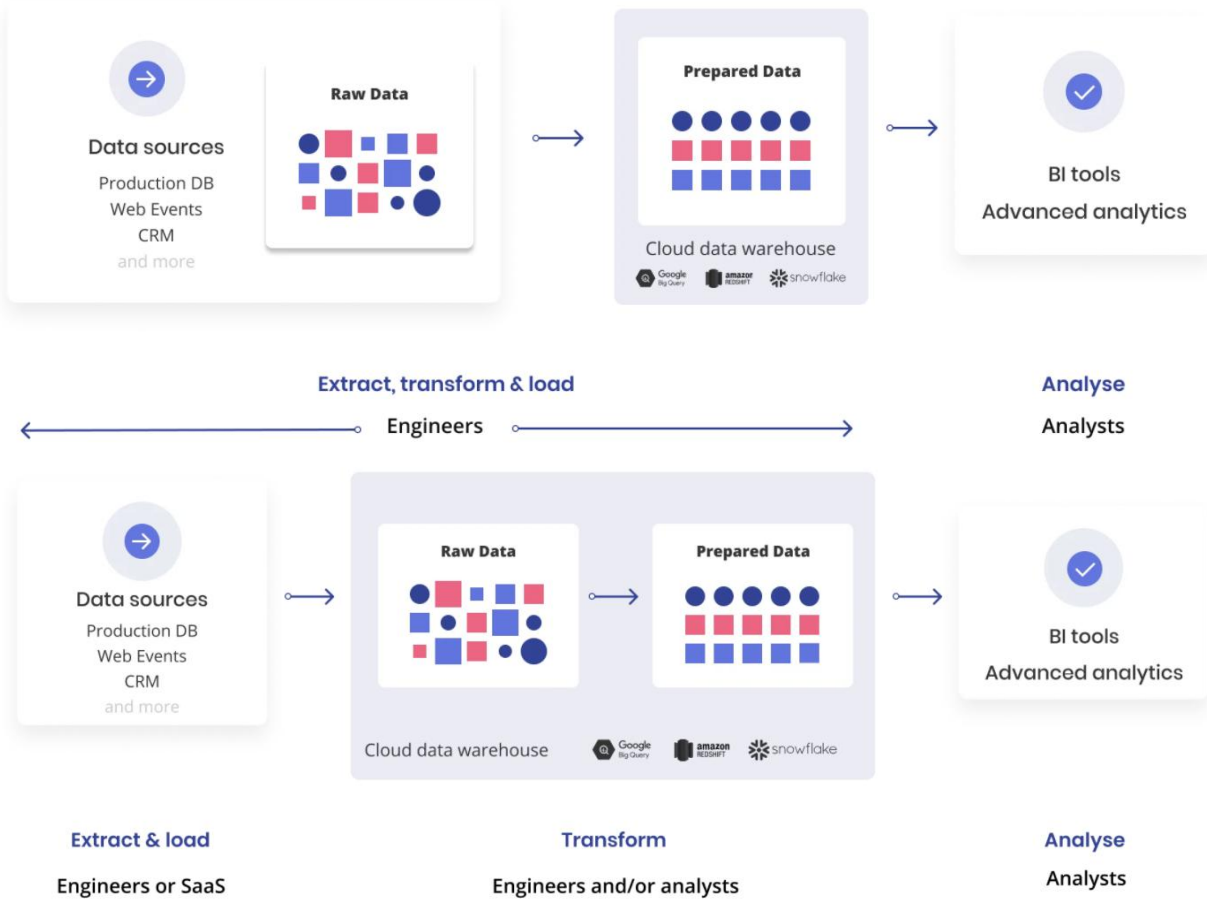 Data sources
Production DB
Web Events
CRM
and more
Raw Data
Prepared Data
Cloud data warehouse
Google
Big Query
amazon
REDSHIFT
snowflake
BI tools
Advanced analytics
Extract, transform & load
Engineers
Analyse
Analysts
Data sources
Production DB
Web Events
CRM
and more
Raw Data
Prepared Data
Cloud data warehouse
Google
Big Query
amazon
REDSHIFT
snowflake
BI tools
Advanced analytics
Extract & load
Engineers or SaaS
Transform
Engineers and/or analysts
Analyse
Analysts